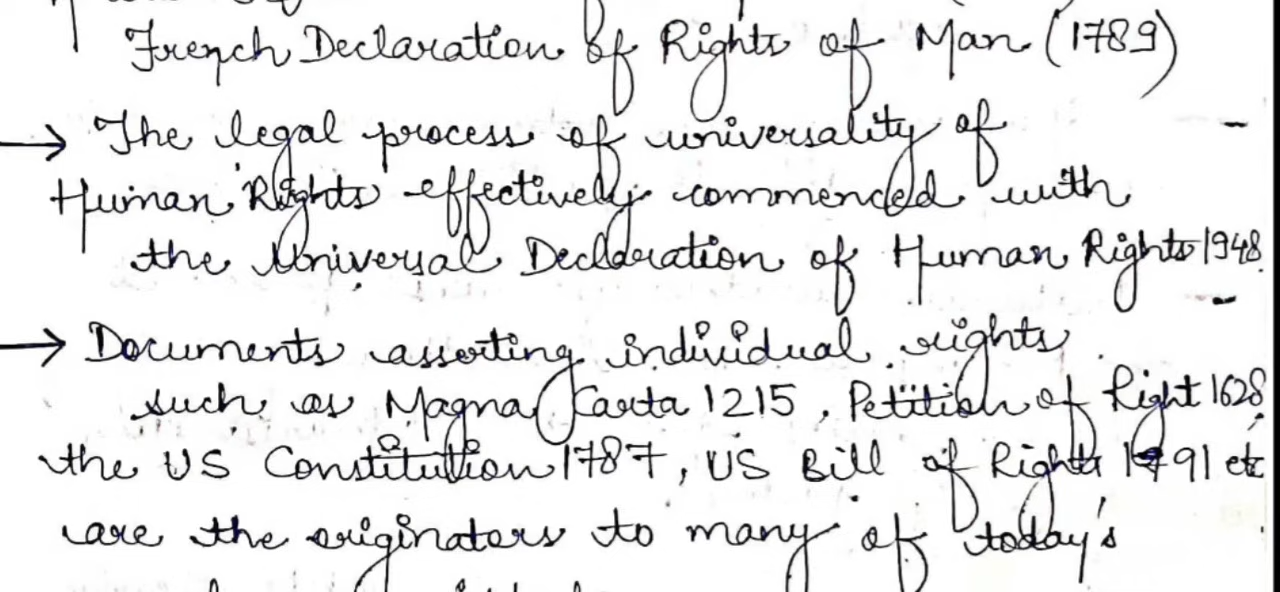 French Declaration of Rights of Man (1789)
→ The legal process of universality of
Human Rights effectively commenced with
the Universal Declaration of Human Rights 1948.
→ Documents asserting individual rights
such as Magna Carta 1215, Petition of Right 1628,
the US Constitution 1787, US Bill of Rights 1791 etc
are the originators to many of today's